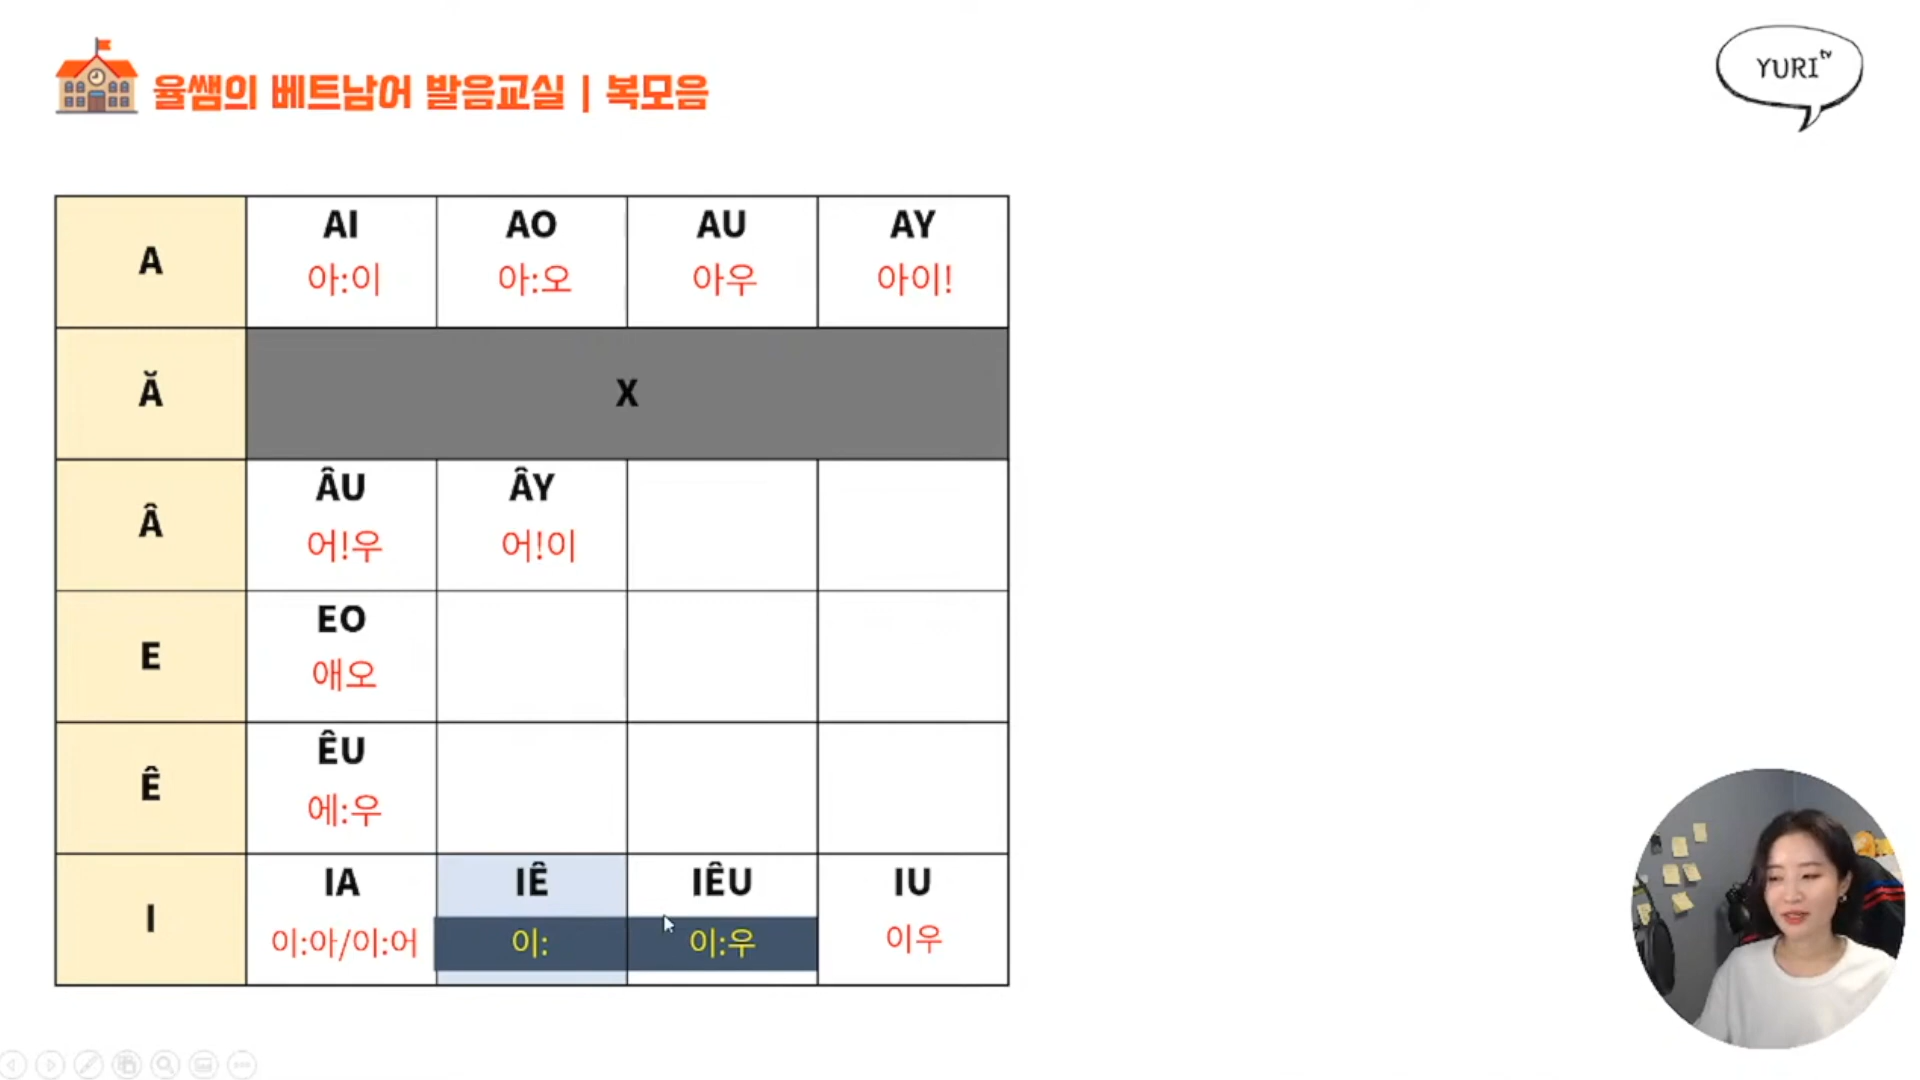 율쌤의 베트남어 발음교실 | 복모음
YURI tv
A
AI
아:이
AO
아:오
AU
아우
AY
아이!
Ă
X
Â
ÂU
어!우
ÂY
어!이
E
EO
애오
Ê
ÊU
에:우
I
IA
이:아/이:어
IÊ
이:
IÊU
이:우
IU
이우